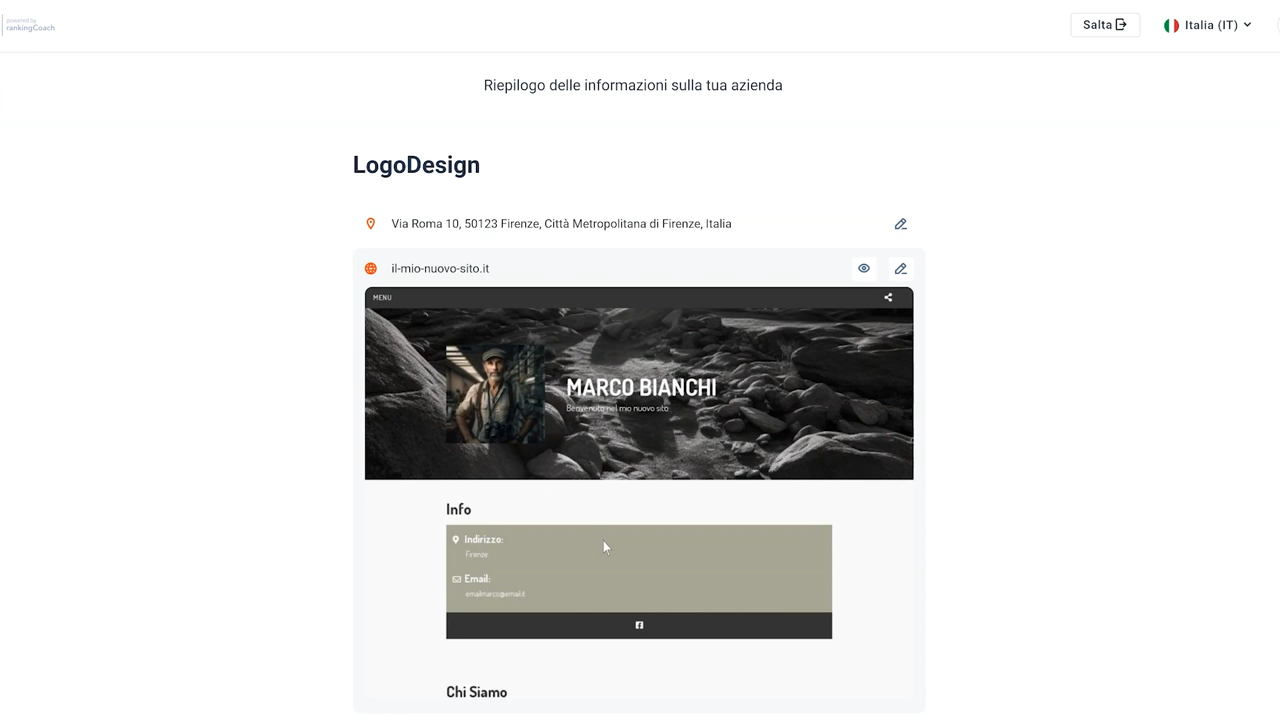 powered by
rankingCoach
Salta
Italia (IT)
Riepilogo delle informazioni sulla tua azienda
LogoDesign
Via Roma 10, 50123 Firenze, Città Metropolitana di Firenze, Italia
il-mio-nuovo-sito.it
MENU
MARCO BIANCHI
Benvenuto nel mio nuovo sito
Info
Indirizzo:
Firenze
Email:
emailmarco@email.it
Chi Siamo